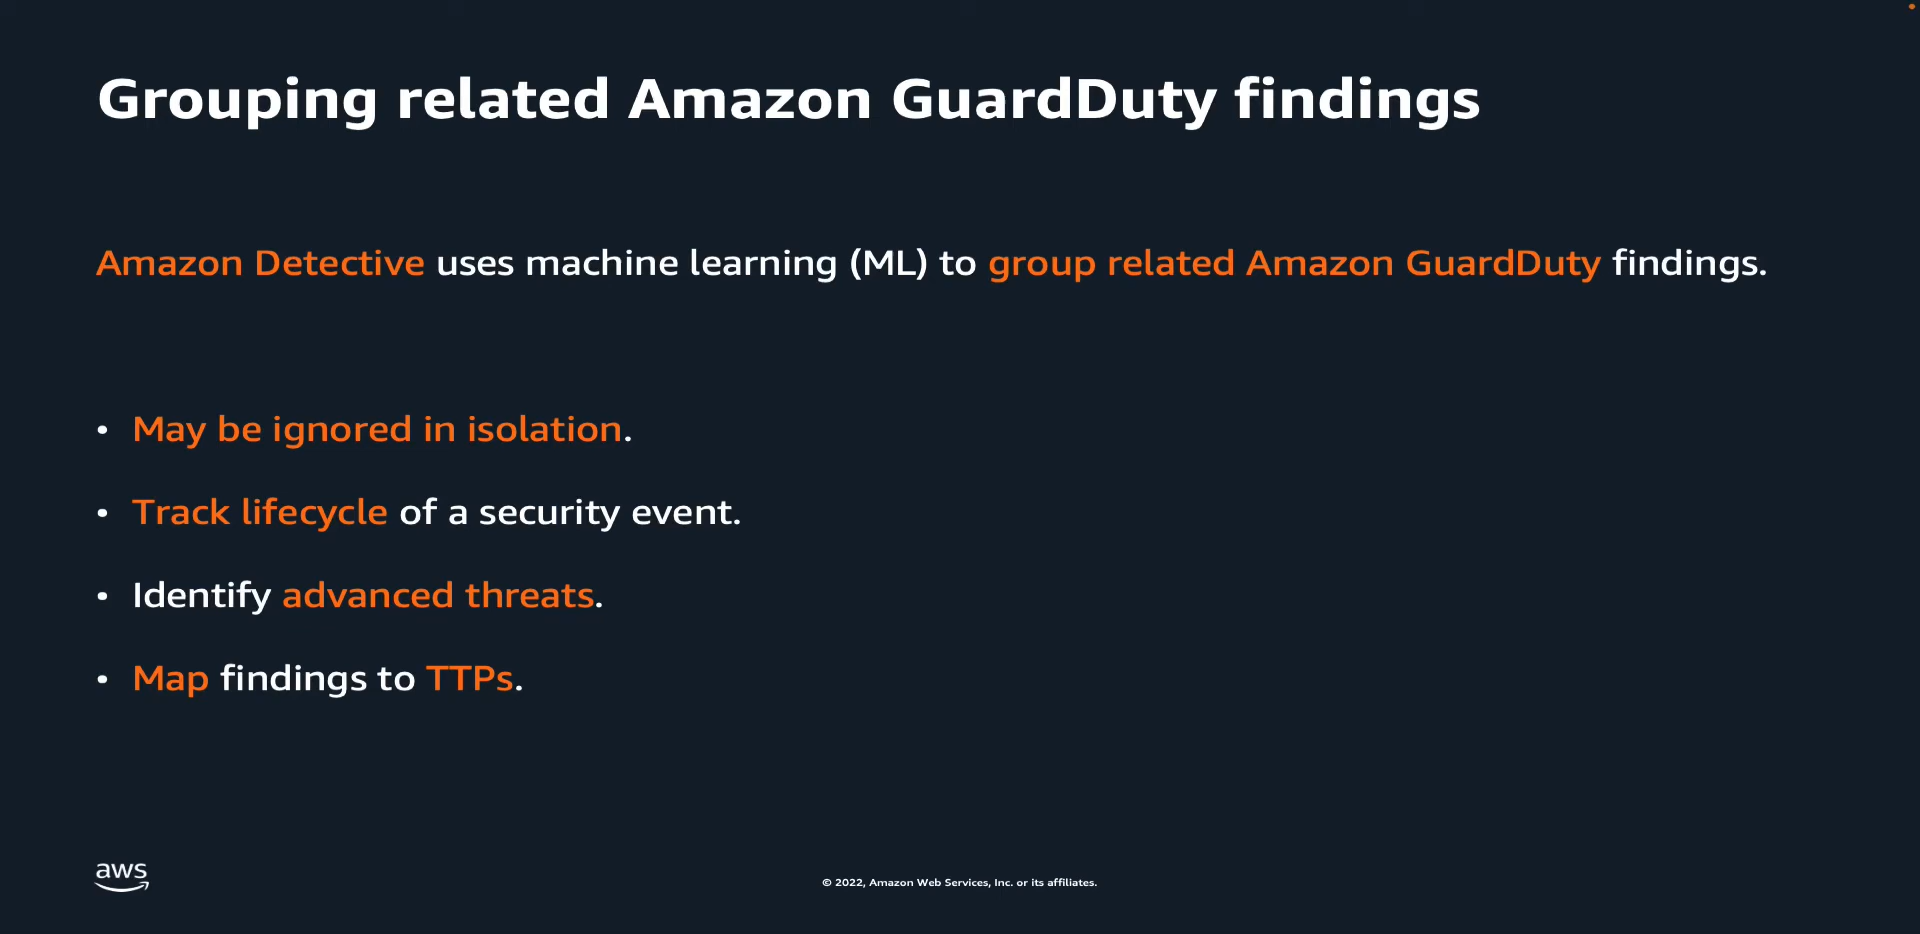 Grouping related Amazon GuardDuty findings
Amazon Detective uses machine learning (ML) to group related Amazon GuardDuty findings.
• May be ignored in isolation.
• Track lifecycle of a security event.
• Identify advanced threats.
• Map findings to TTPs.
aws
© 2022, Amazon Web Services, Inc. or its affiliates.